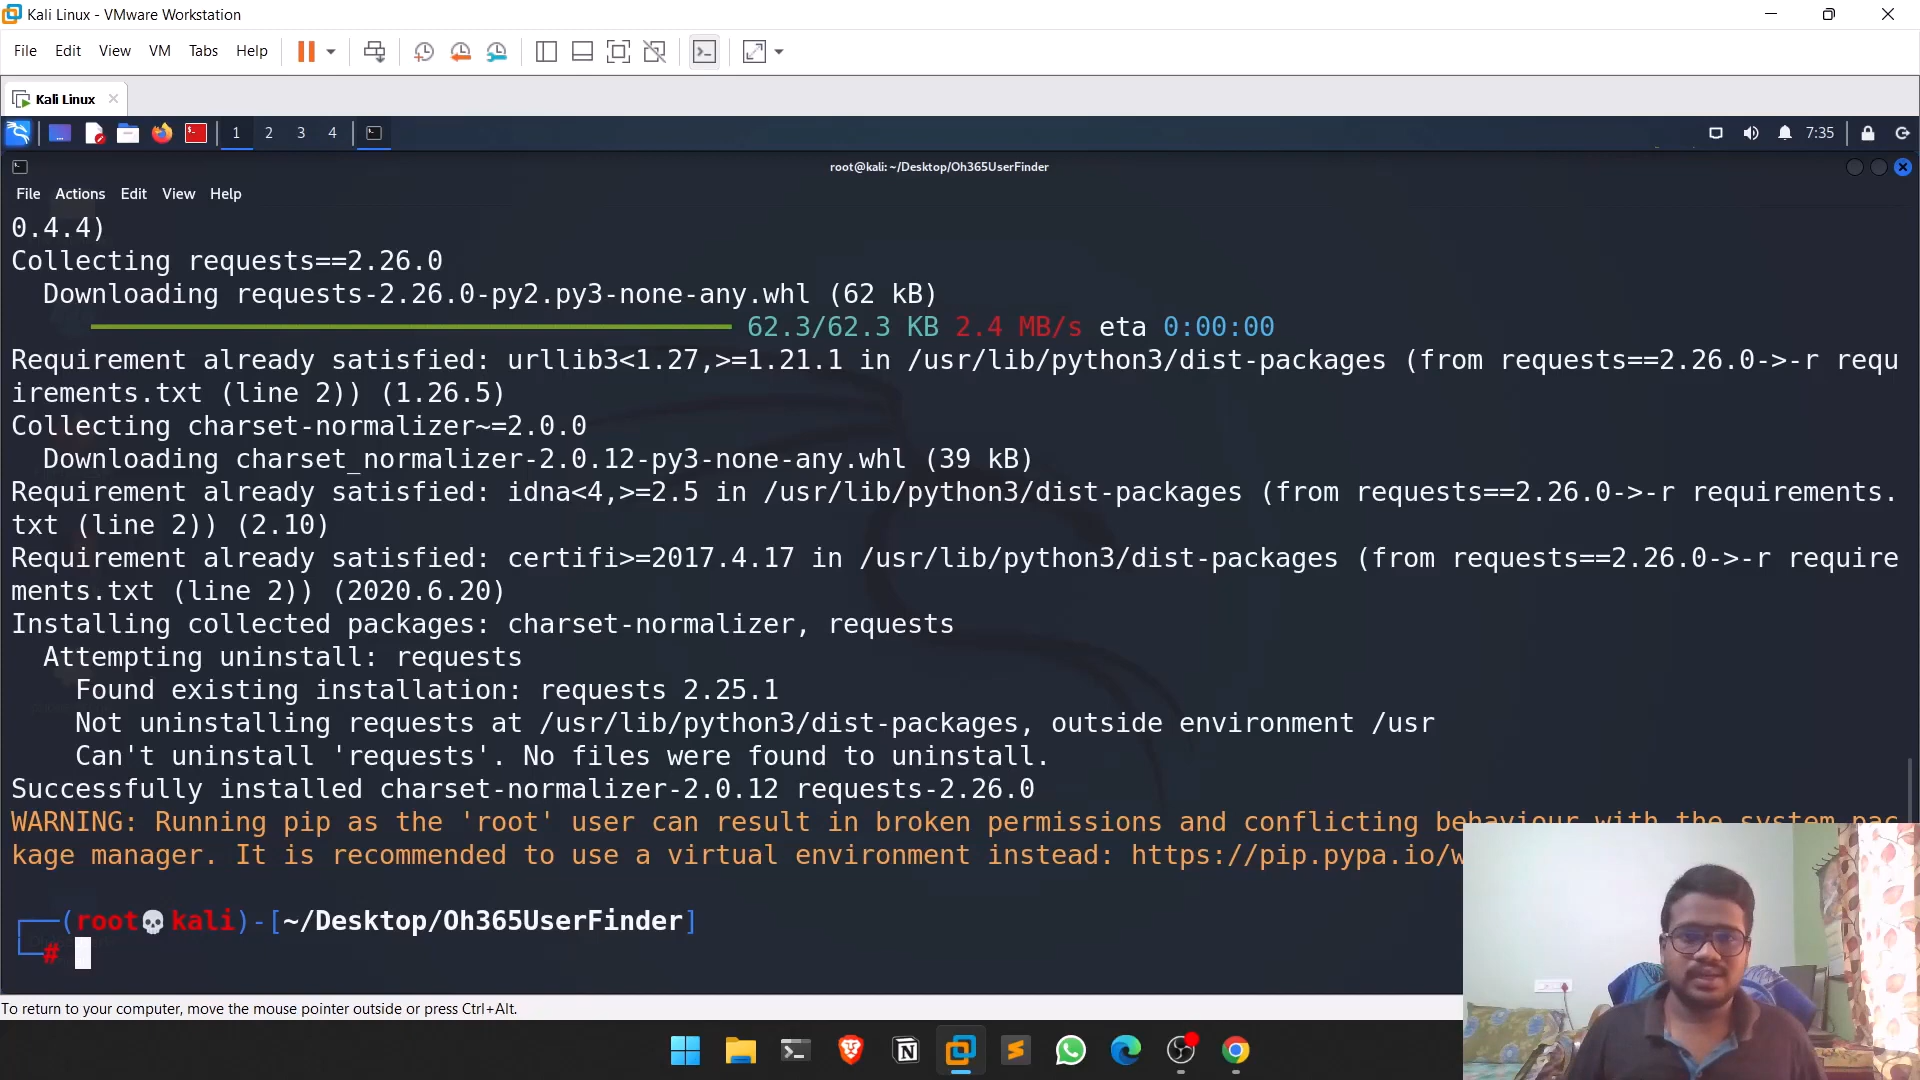 Kali Linux - VMware Workstation
File Edit View VM Tabs Help
Kali Linux
1 2 3 4
7:35
root@kali: ~/Desktop/Oh365UserFinder
File Actions Edit View Help
0.4.4)
Collecting requests==2.26.0
Downloading requests-2.26.0-py2.py3-none-any.whl (62 kB)
62.3/62.3 KB 2.4 MB/s eta 0:00:00
Requirement already satisfied: urllib3<1.27,>=1.21.1 in /usr/lib/python3/dist-packages (from requests==2.26.0->-r requ
irements.txt (line 2)) (1.26.5)
Collecting charset-normalizer~=2.0.0
Downloading charset_normalizer-2.0.12-py3-none-any.whl (39 kB)
Requirement already satisfied: idna<4,>=2.5 in /usr/lib/python3/dist-packages (from requests==2.26.0->-r requirements.
txt (line 2)) (2.10)
Requirement already satisfied: certifi>=2017.4.17 in /usr/lib/python3/dist-packages (from requests==2.26.0->-r require
ments.txt (line 2)) (2020.6.20)
Installing collected packages: charset-normalizer, requests
Attempting uninstall: requests
Found existing installation: requests 2.25.1
Not uninstalling requests at /usr/lib/python3/dist-packages, outside environment /usr
Can't uninstall 'requests'. No files were found to uninstall.
Successfully installed charset-normalizer-2.0.12 requests-2.26.0
WARNING: Running pip as the 'root' user can result in broken permissions and conflicting behaviour with the system pac
kage manager. It is recommended to use a virtual environment instead: https://pip.pypa.io/w
(root💀kali)-[~/Desktop/Oh365UserFinder]
#
To return to your computer, move the mouse pointer outside or press Ctrl+Alt.